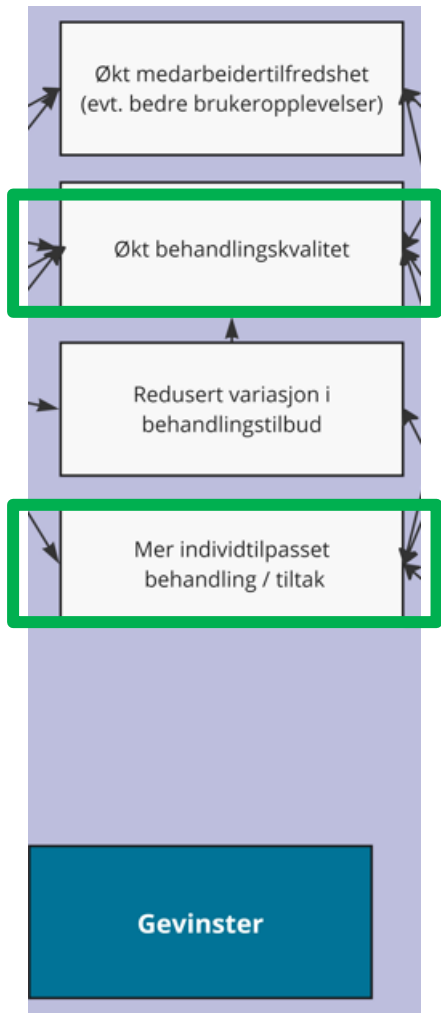 Økt medarbeidertilfredshet
(evt. bedre brukeropplevelser)
Økt behandlingskvalitet
Redusert variasjon i
behandlingstilbud
Mer individtilpasset
behandling / tiltak
Gevinster